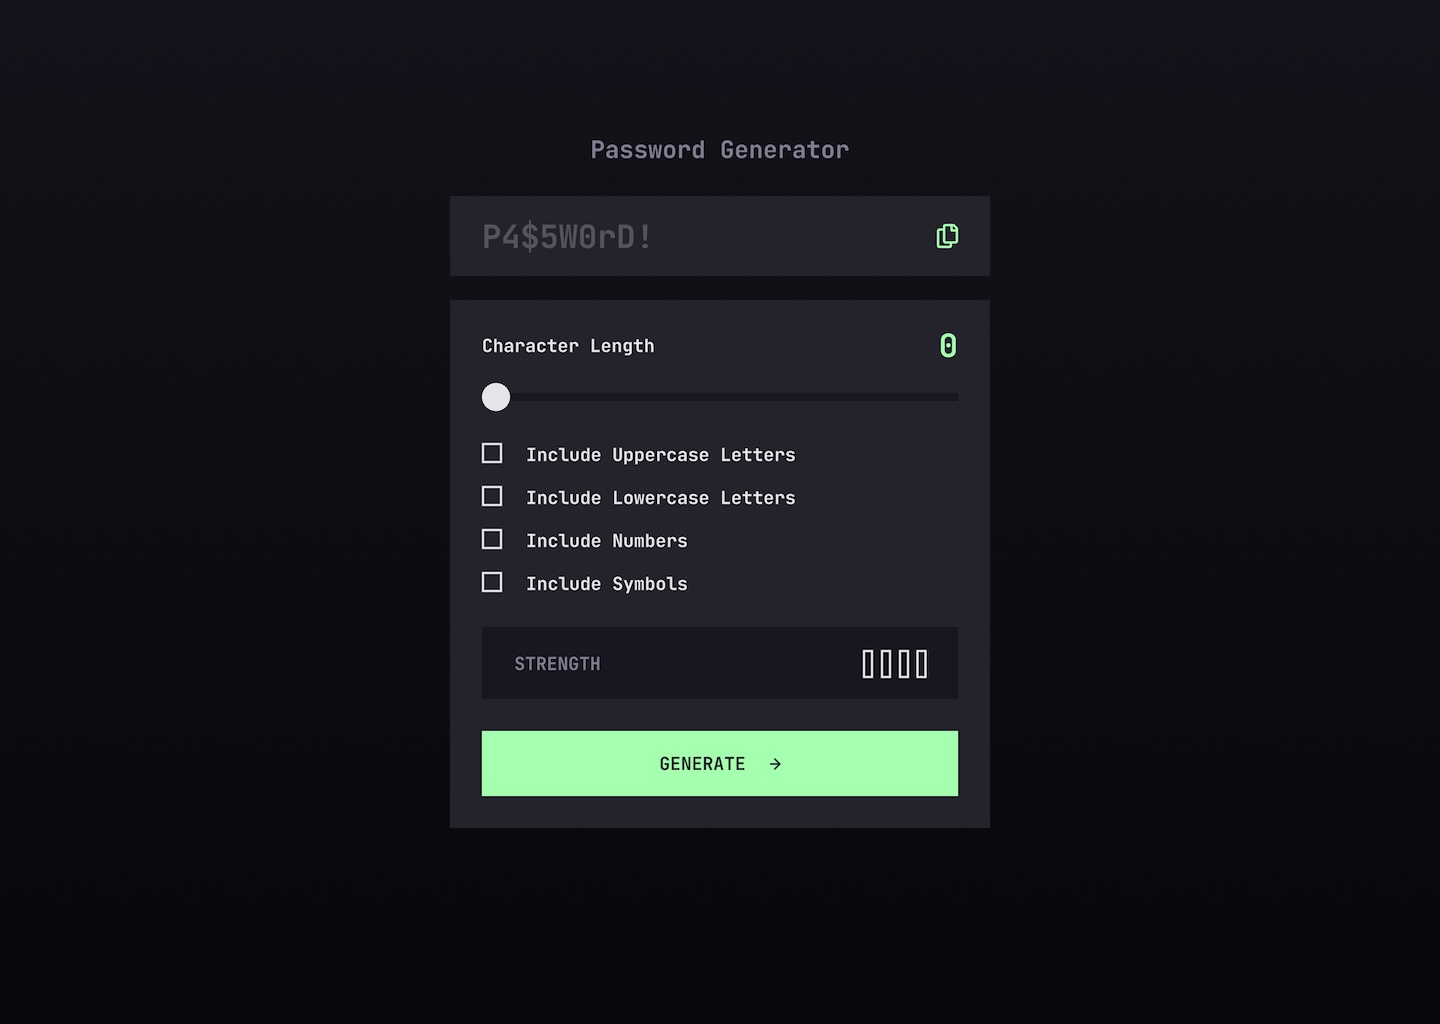 Password Generator
P4$5W0rD!
Character Length 0
Include Uppercase Letters
Include Lowercase Letters
Include Numbers
Include Symbols
STRENGTH
GENERATE →